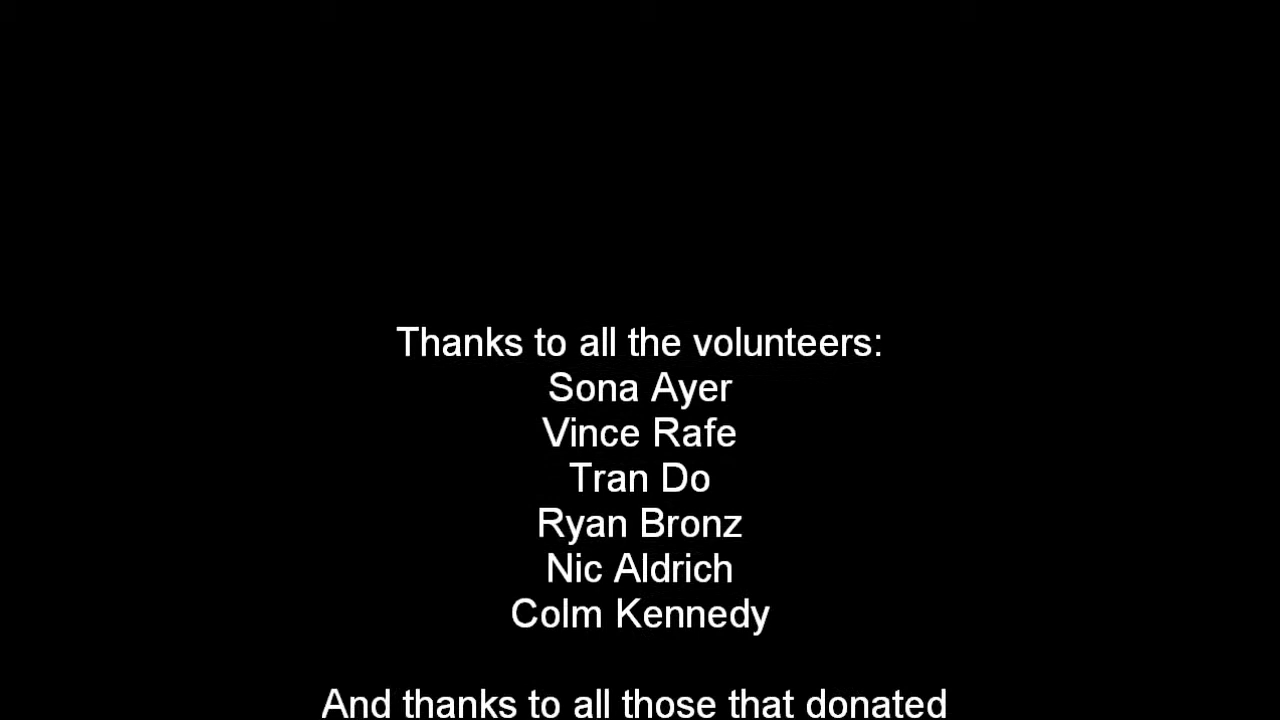 Thanks to all the volunteers:
Sona Ayer
Vince Rafe
Tran Do
Ryan Bronz
Nic Aldrich
Colm Kennedy
And thanks to all those that donated